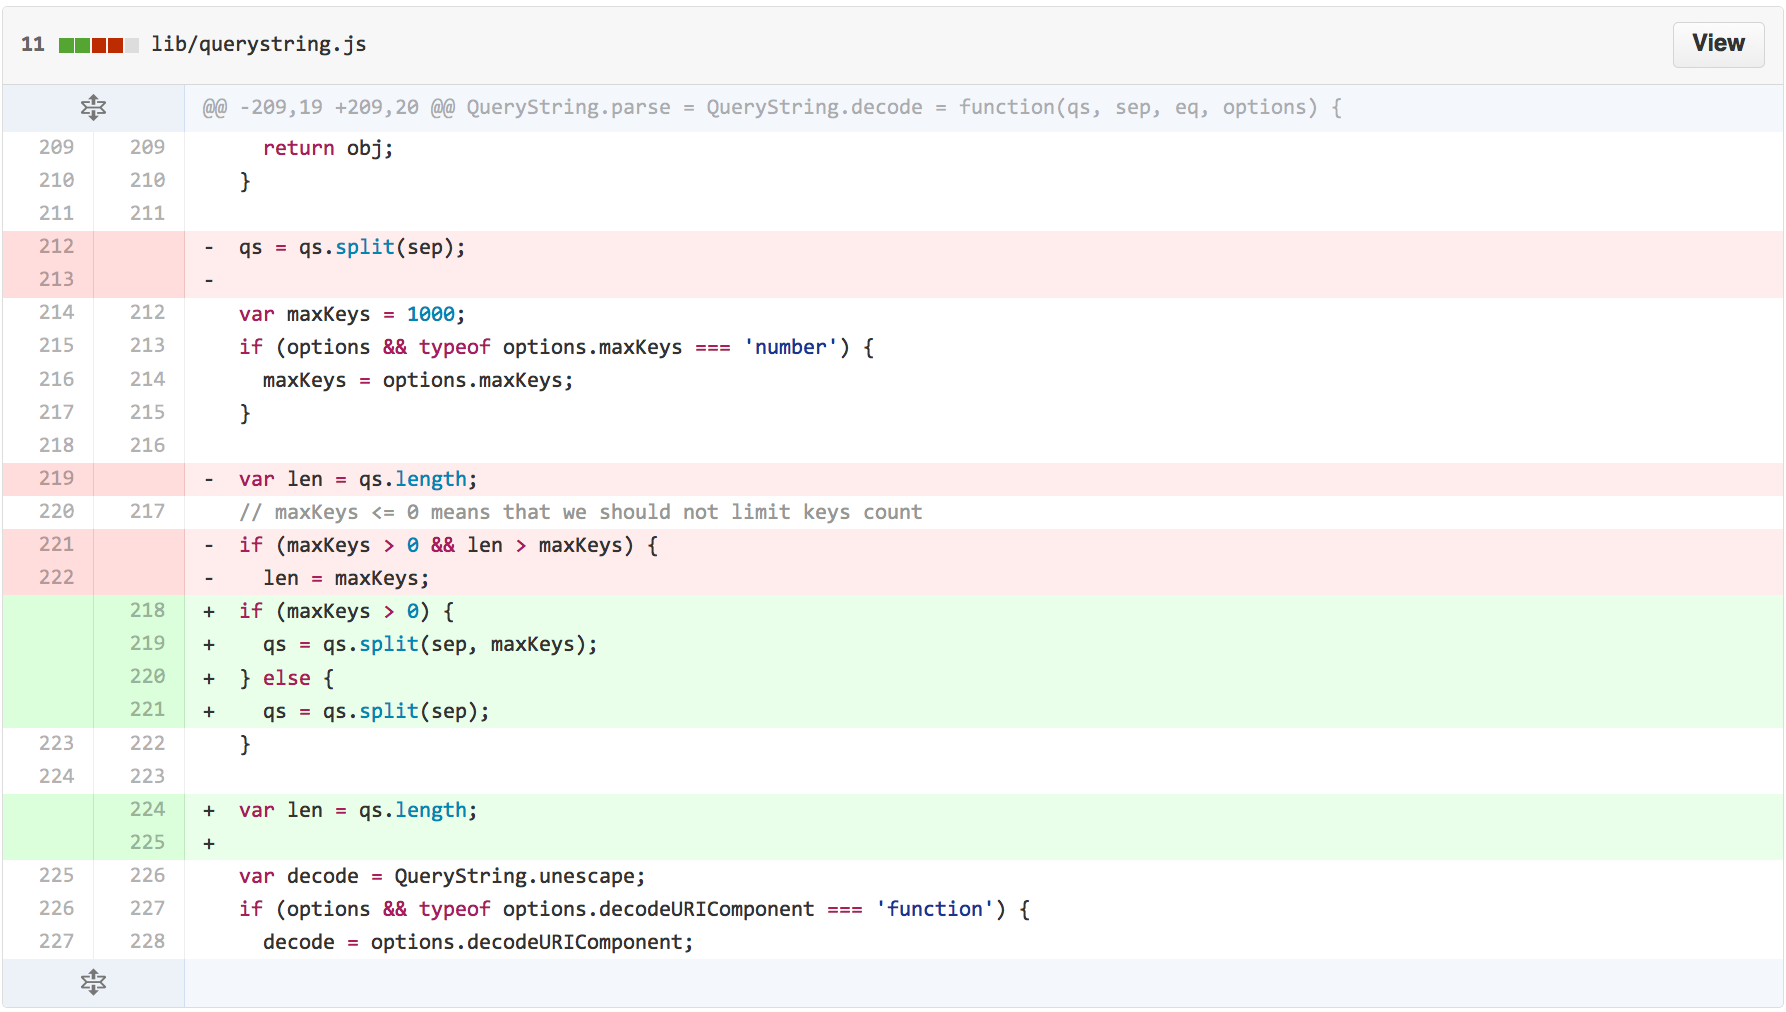 11 lib/querystring.js View
@@ -209,19 +209,20 @@ QueryString.parse = QueryString.decode = function(qs, sep, eq, options) {
209 209     return obj;
210 210   }
211 211
212 -  qs = qs.split(sep);
213 -
214 212   var maxKeys = 1000;
215 213   if (options && typeof options.maxKeys === 'number') {
216 214     maxKeys = options.maxKeys;
217 215   }
218 216
219 -  var len = qs.length;
220 217   // maxKeys <= 0 means that we should not limit keys count
221 -  if (maxKeys > 0 && len > maxKeys) {
222 -    len = maxKeys;
218 +  if (maxKeys > 0) {
219 +    qs = qs.split(sep, maxKeys);
220 +  } else {
221 +    qs = qs.split(sep);
223 222   }
224 223
224 +  var len = qs.length;
225 +
225 226   var decode = QueryString.unescape;
226 227   if (options && typeof options.decodeURIComponent === 'function') {
227 228     decode = options.decodeURIComponent;